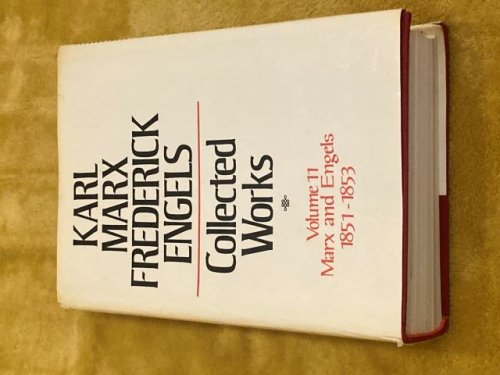 KARL
MARX
FREDERICK
ENGELS
Collected
Works
Volume 11
Marx and Engels
1851-1853